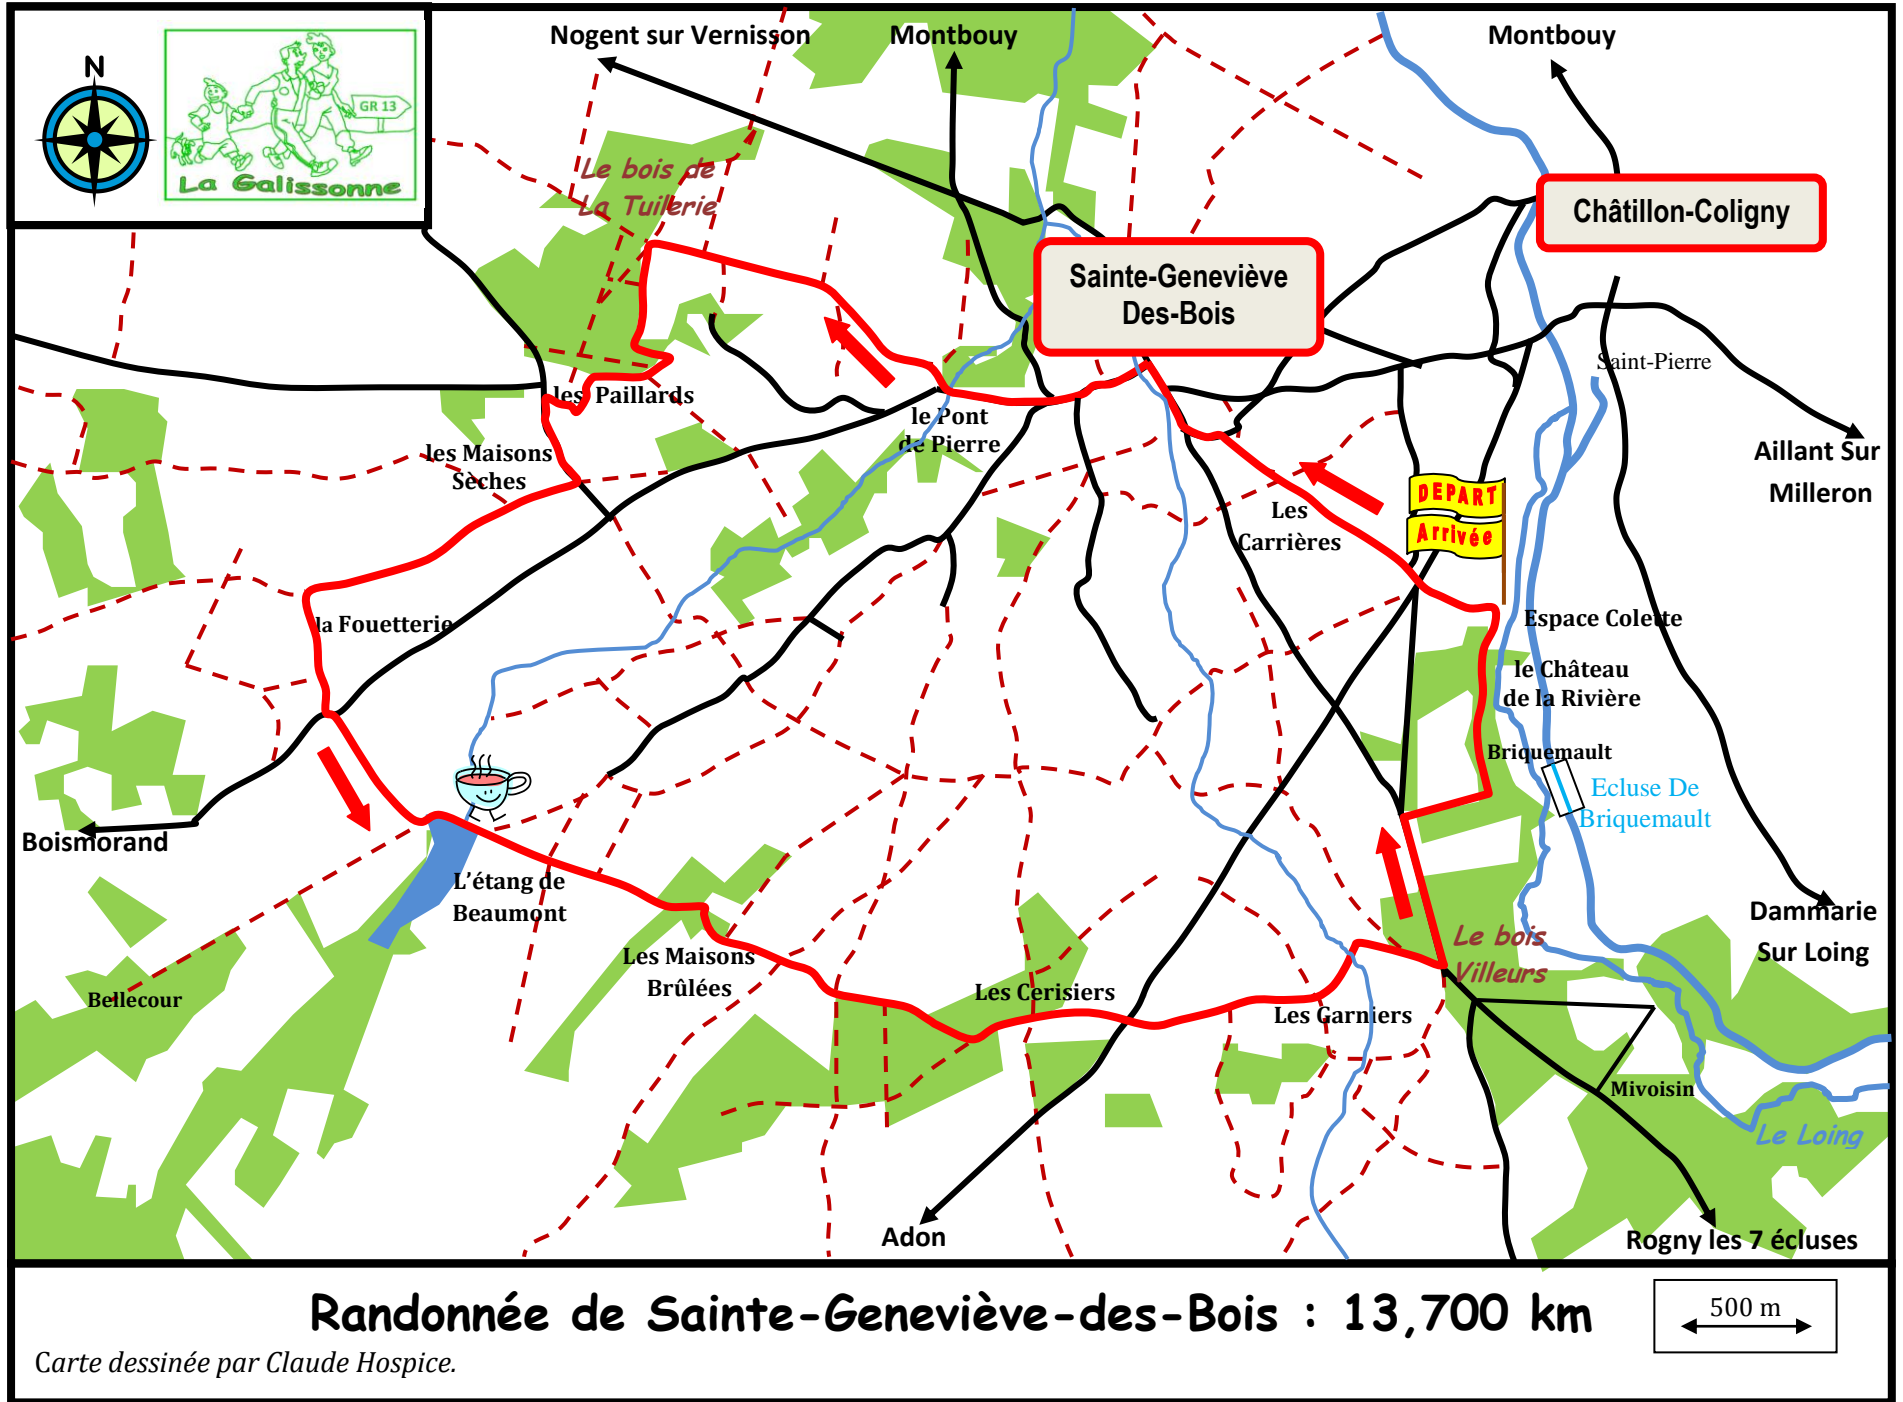 N
GR 13
La Galissonne
Nogent sur Vernisson
Montbouy
Montbouy
Châtillon-Coligny
Le bois de
La Tuilerie
Sainte-Geneviève
Des-Bois
Saint-Pierre
les Paillards
le Pont
de Pierre
Aillant Sur
Milleron
les Maisons
Sèches
DEPART
Arrivée
Les
Carrières
la Fouetterie
Espace Colette
le Château
de la Rivière
Briquemault
Ecluse De
Briquemault
Boismorand
L'étang de
Beaumont
Dammarie
Sur Loing
Le bois
Villeurs
Les Maisons
Brûlées
Bellecour
Les Cerisiers
Les Garniers
Mivoisin
Le Loing
Adon
Rogny les 7 écluses
Randonnée de Sainte-Geneviève-des-Bois : 13,700 km
500 m
Carte dessinée par Claude Hospice.